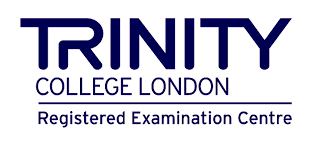 TRINITY
COLLEGE LONDON
Registered Examination Centre